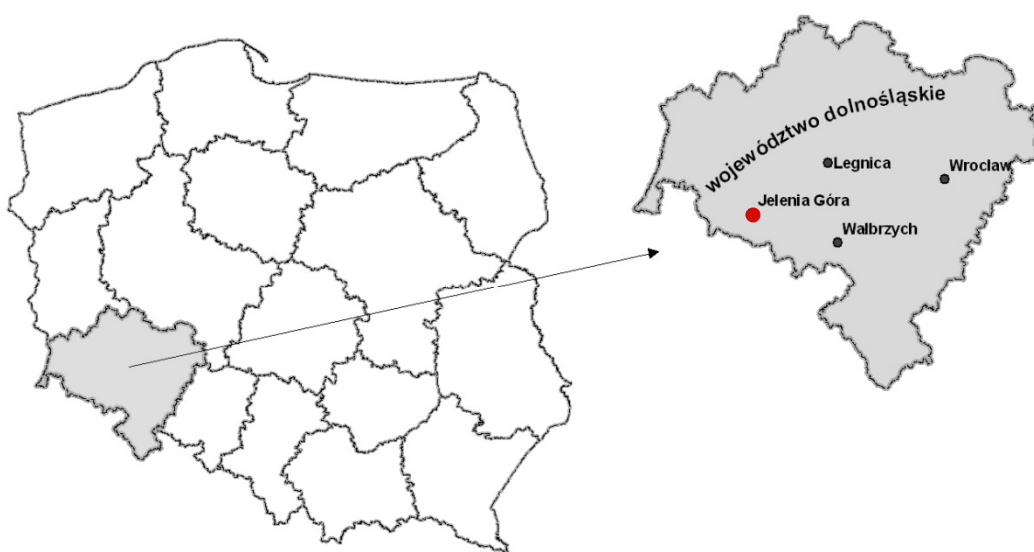 województwo dolnośląskie
Legnica
Wrocław
Jelenia Góra
Wałbrzych